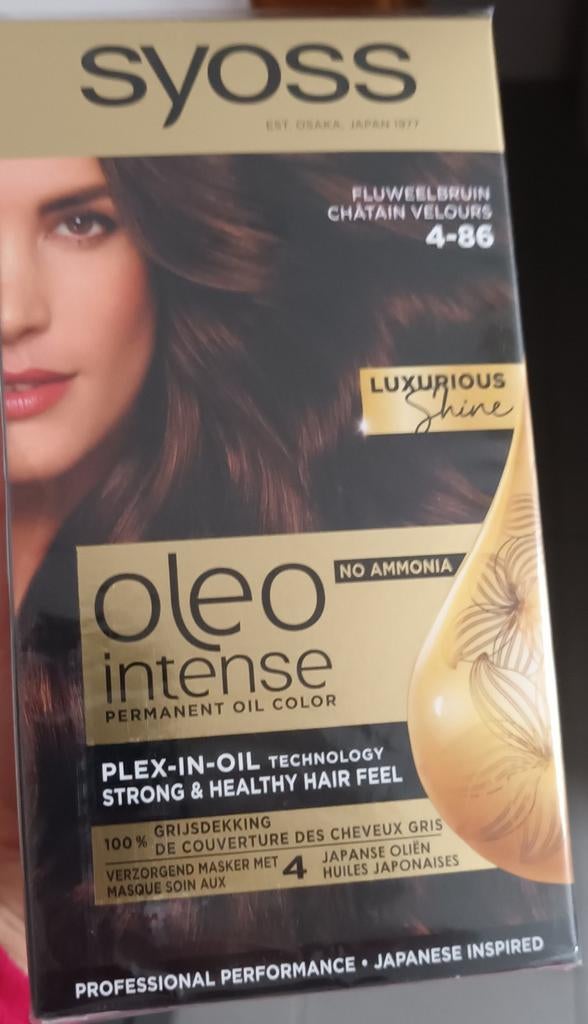 syoss
EST. OSAKA, JAPAN 1977
FLUWEELBRUIN
CHÂTAIN VELOURS
4-86
LUXURIOUS
Shine
NO AMMONIA
oleo
intense
PERMANENT OIL COLOR
PLEX-IN-OIL TECHNOLOGY
STRONG & HEALTHY HAIR FEEL
100 % GRIJSDEKKING
DE COUVERTURE DES CHEVEUX GRIS
VERZORGEND MASKER MET 4 JAPANSE OLIËN
MASQUE SOIN AUX HUILES JAPONAISES
PROFESSIONAL PERFORMANCE • JAPANESE INSPIRED